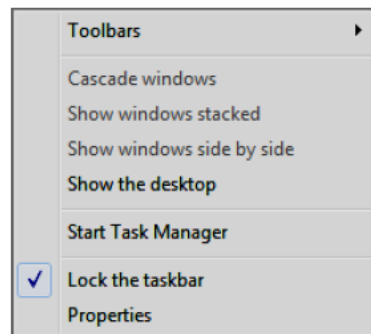 Toolbars
Cascade windows
Show windows stacked
Show windows side by side
Show the desktop
Start Task Manager
Lock the taskbar
Properties